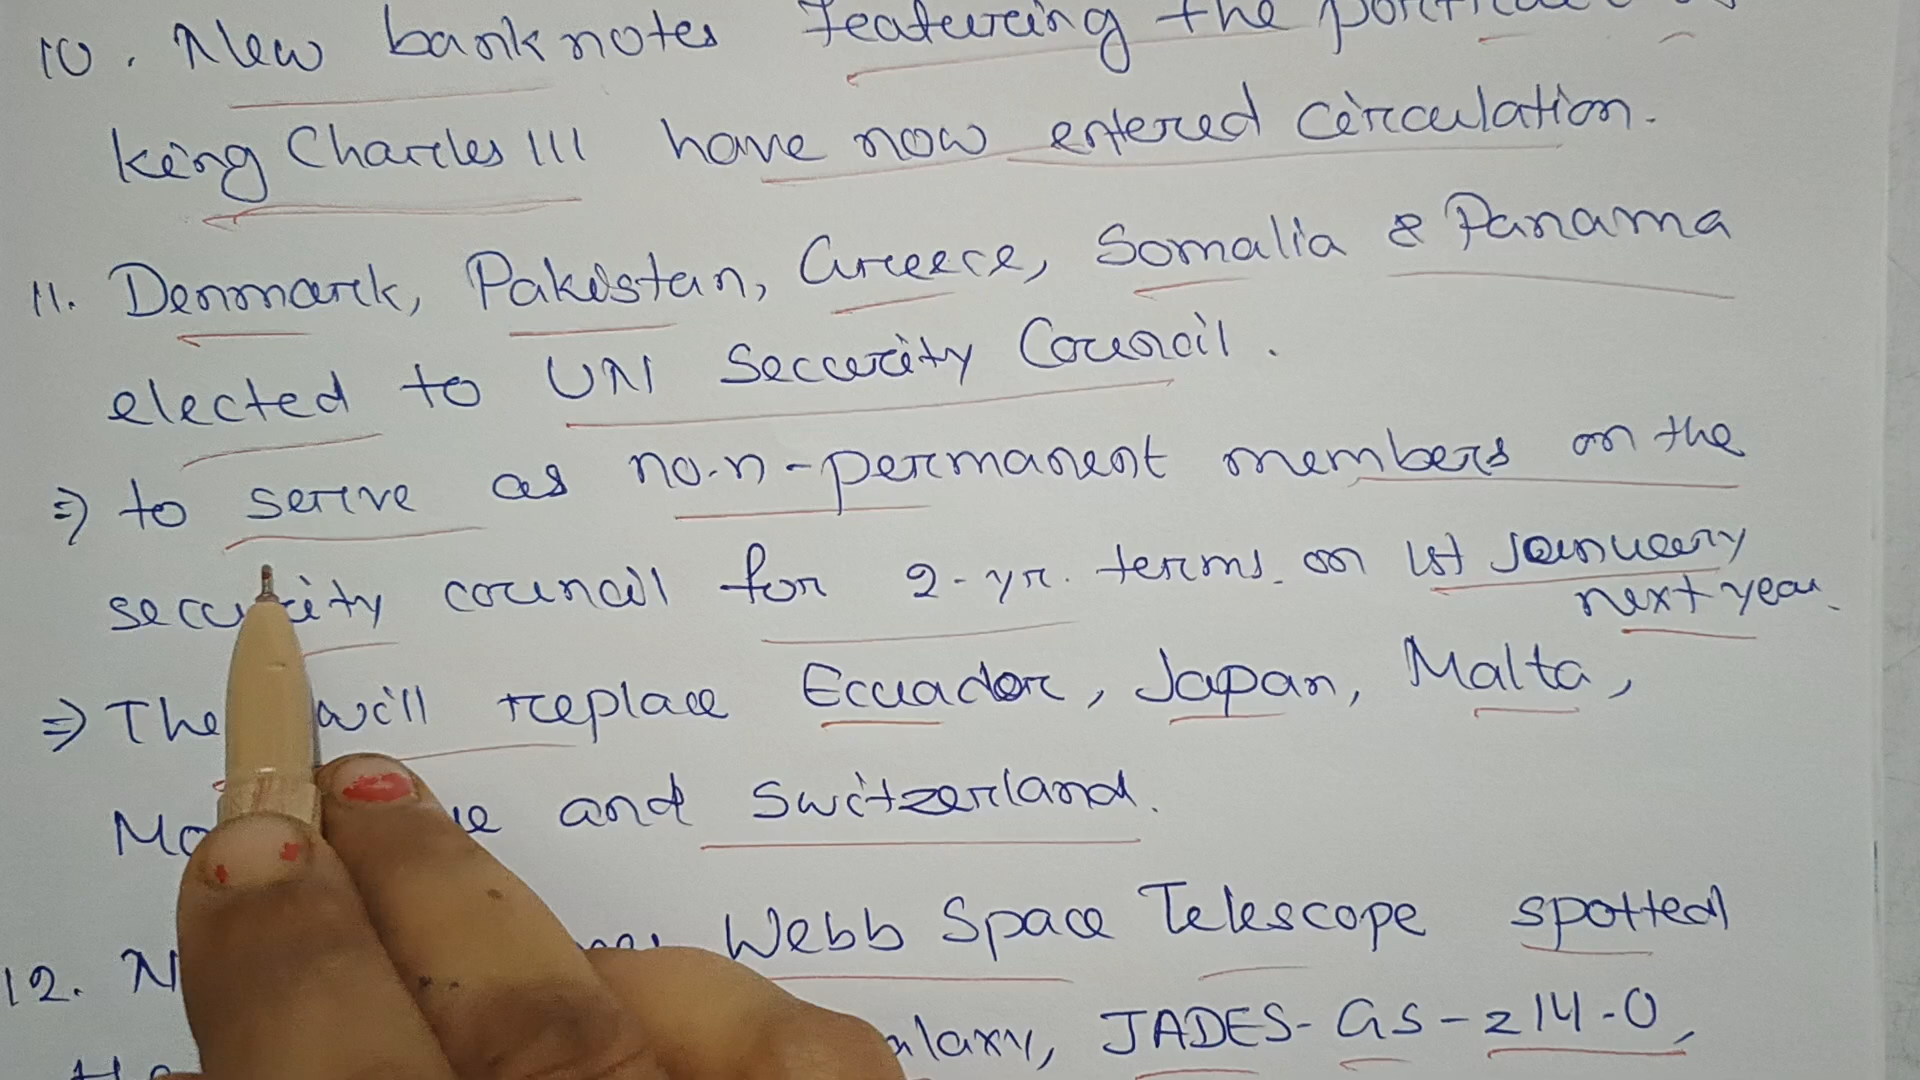 10. New bank notes featuring the
King Charles III have now entered circulation.
11. Denmark, Pakistan, Greece, Somalia & Panama
elected to UN Security Council.
⇒ to serve as non-permanent members on the
security council for 2-yr. terms on 1st January
next year.
⇒ The will replace Ecuador, Japan, Malta,
and Switzerland.
12. Webb Space Telescope spotted
JADES-GS-z14-0,